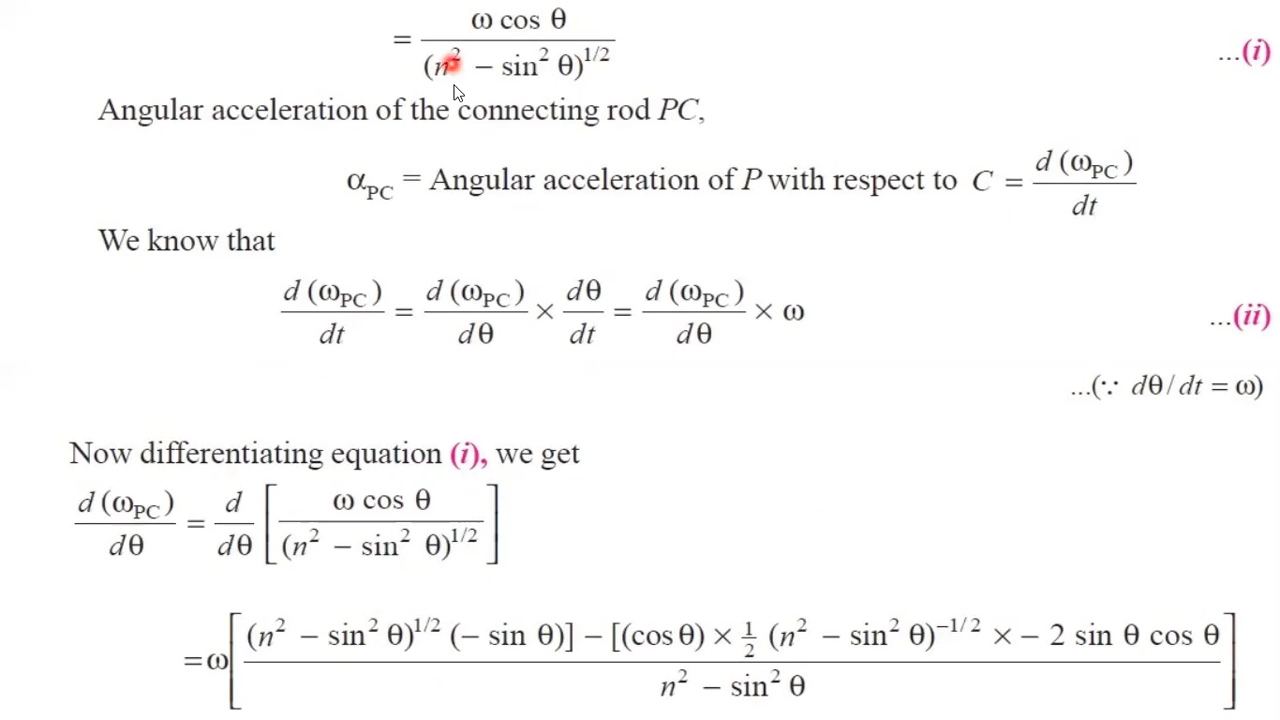 = ω cos θ / (n² − sin² θ)^1/2 ...(i)
Angular acceleration of the connecting rod PC,
α_PC = Angular acceleration of P with respect to C = d (ω_PC) / dt
We know that
d (ω_PC) / dt = d (ω_PC) / dθ × dθ / dt = d (ω_PC) / dθ × ω ...(ii)
...(∵ dθ/dt = ω)
Now differentiating equation (i), we get
d (ω_PC) / dθ = d / dθ [ ω cos θ / (n² − sin² θ)^1/2 ]
= ω [ (n² − sin² θ)^1/2 (− sin θ)] − [(cos θ) × 1/2 (n² − sin² θ)^−1/2 × − 2 sin θ cos θ / n² − sin² θ ]